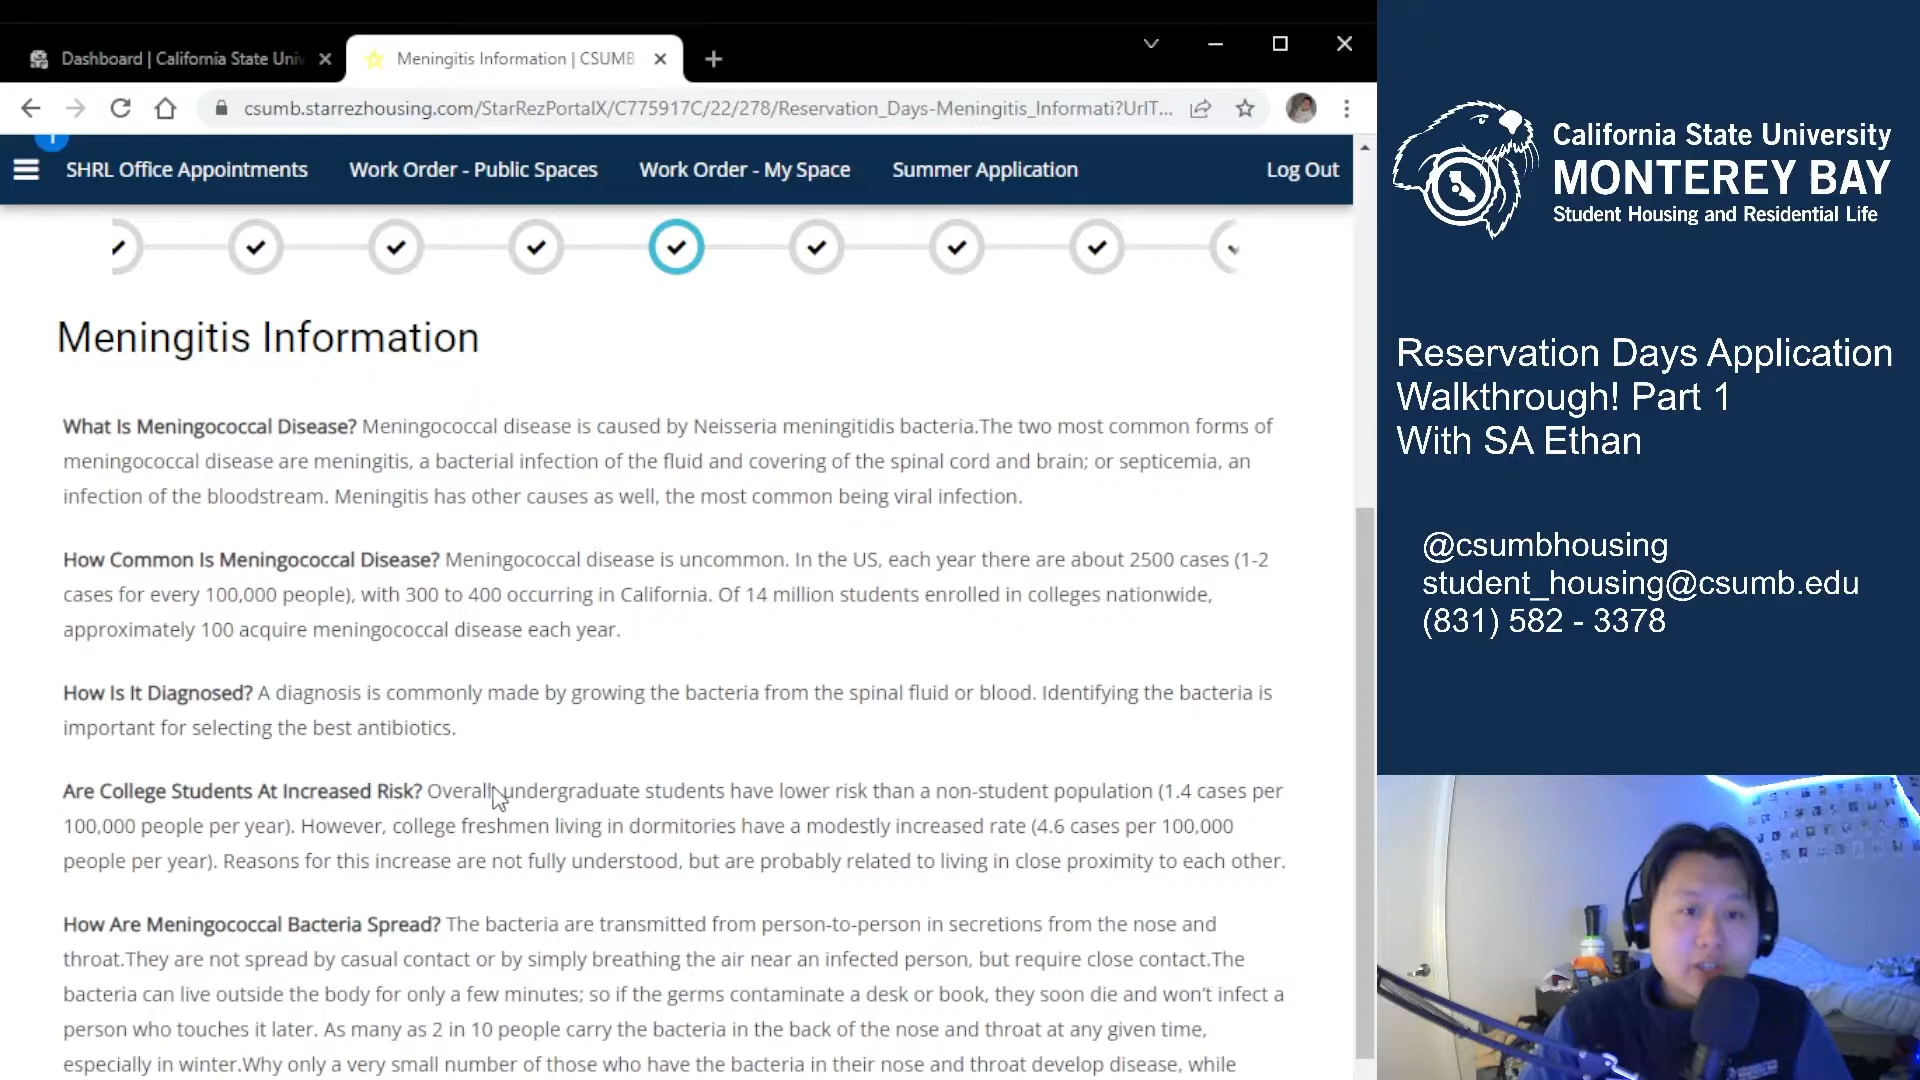 Dashboard | California State Univ
Meningitis Information | CSUMB
csumb.starrezhousing.com/StarRezPortalX/C775917C/22/278/Reservation_Days-Meningitis_Informati?UrlT...
SHRL Office Appointments
Work Order - Public Spaces
Work Order - My Space
Summer Application
Log Out
Meningitis Information
What Is Meningococcal Disease? Meningococcal disease is caused by Neisseria meningitidis bacteria.The two most common forms of
meningococcal disease are meningitis, a bacterial infection of the fluid and covering of the spinal cord and brain; or septicemia, an
infection of the bloodstream. Meningitis has other causes as well, the most common being viral infection.
How Common Is Meningococcal Disease? Meningococcal disease is uncommon. In the US, each year there are about 2500 cases (1-2
cases for every 100,000 people), with 300 to 400 occurring in California. Of 14 million students enrolled in colleges nationwide,
approximately 100 acquire meningococcal disease each year.
How Is It Diagnosed? A diagnosis is commonly made by growing the bacteria from the spinal fluid or blood. Identifying the bacteria is
important for selecting the best antibiotics.
Are College Students At Increased Risk? Overall, undergraduate students have lower risk than a non-student population (1.4 cases per
100,000 people per year). However, college freshmen living in dormitories have a modestly increased rate (4.6 cases per 100,000
people per year). Reasons for this increase are not fully understood, but are probably related to living in close proximity to each other.
How Are Meningococcal Bacteria Spread? The bacteria are transmitted from person-to-person in secretions from the nose and
throat.They are not spread by casual contact or by simply breathing the air near an infected person, but require close contact.The
bacteria can live outside the body for only a few minutes; so if the germs contaminate a desk or book, they soon die and won't infect a
person who touches it later. As many as 2 in 10 people carry the bacteria in the back of the nose and throat at any given time,
especially in winter.Why only a very small number of those who have the bacteria in their nose and throat develop disease, while
California State University
MONTEREY BAY
Student Housing and Residential Life
Reservation Days Application
Walkthrough! Part 1
With SA Ethan
@csumbhousing
student_housing@csumb.edu
(831) 582 - 3378